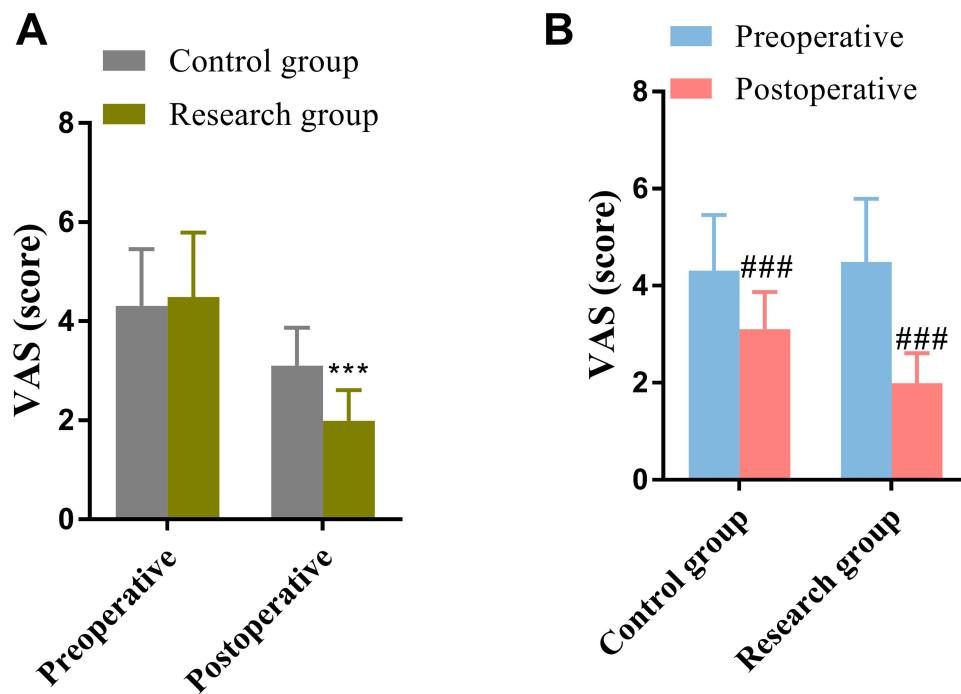 A
Control group
Research group
VAS (score)
8
6
4
2
0
***
Preoperative
Postoperative
B
Preoperative
Postoperative
VAS (score)
8
6
4
2
0
###
###
Control group
Research group